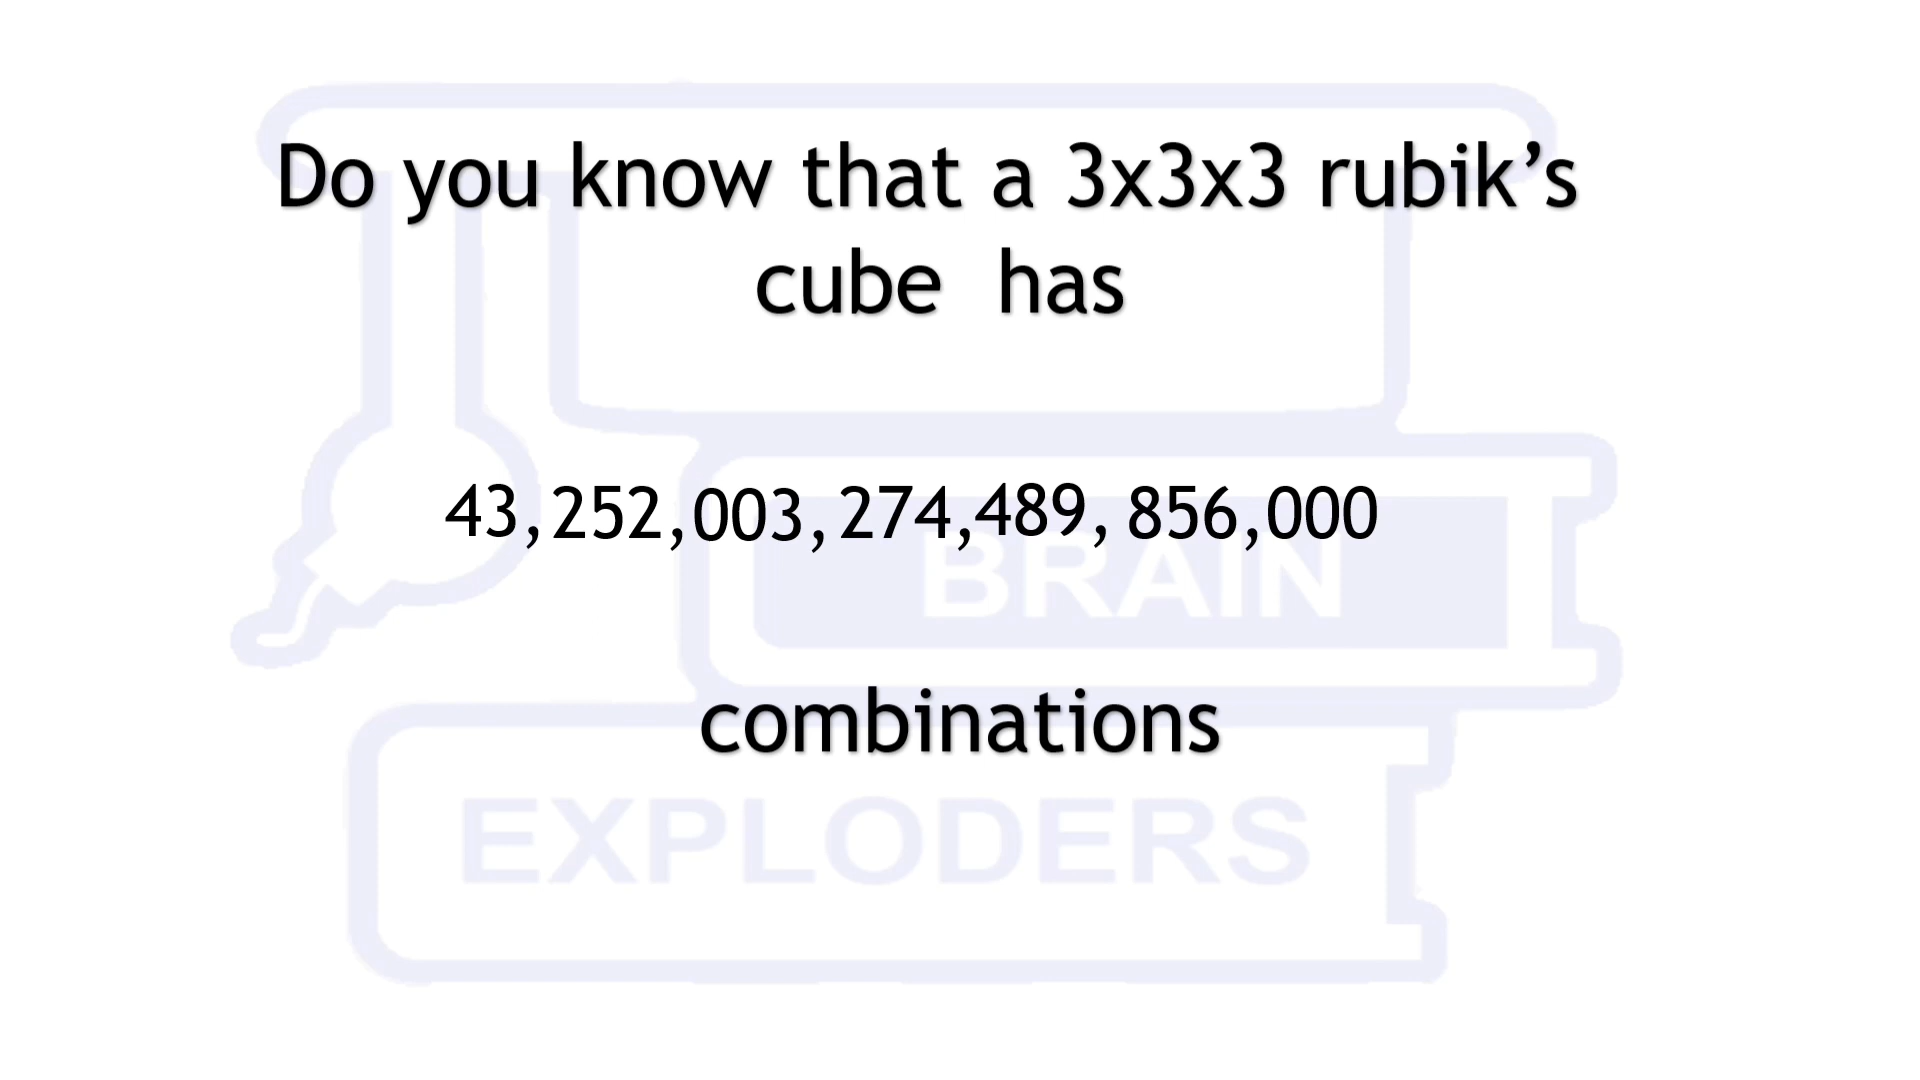 Do you know that a 3x3x3 rubik’s
cube  has
43,252,003,274,489, 856,000
BRAIN
combinations
EXPLODERS